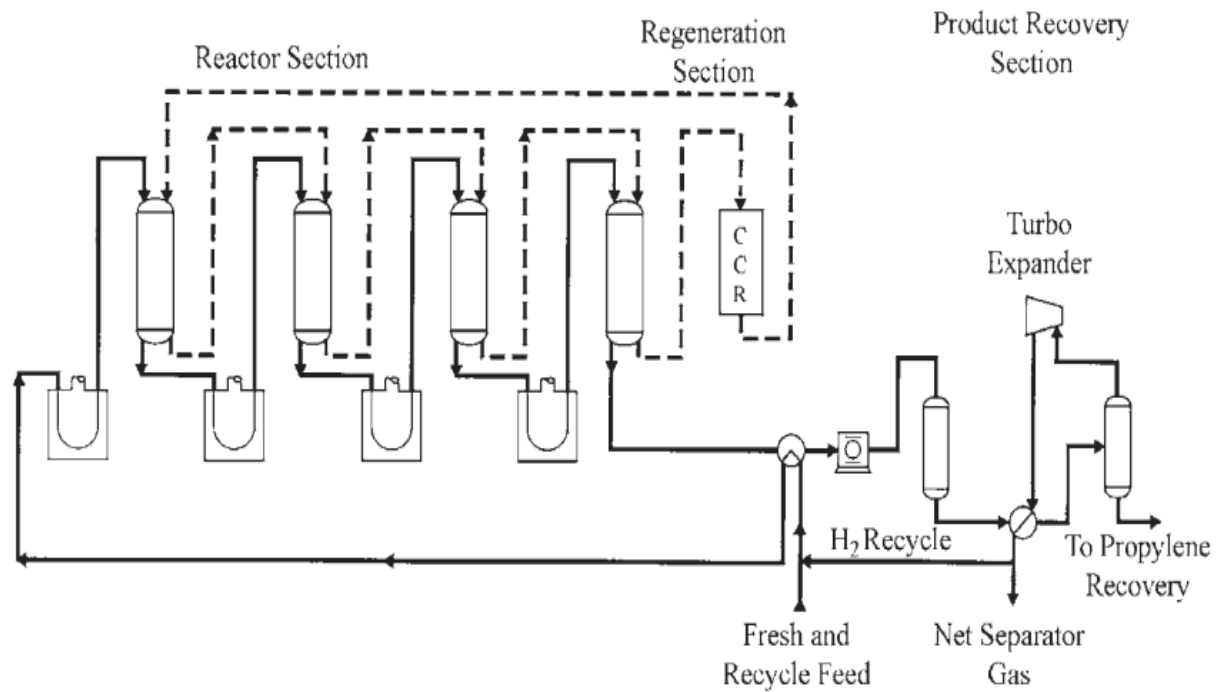 Reactor Section
Regeneration
Section
Product Recovery
Section
C
C
R
Turbo
Expander
H₂ Recycle
To Propylene
Recovery
Fresh and
Recycle Feed
Net Separator
Gas